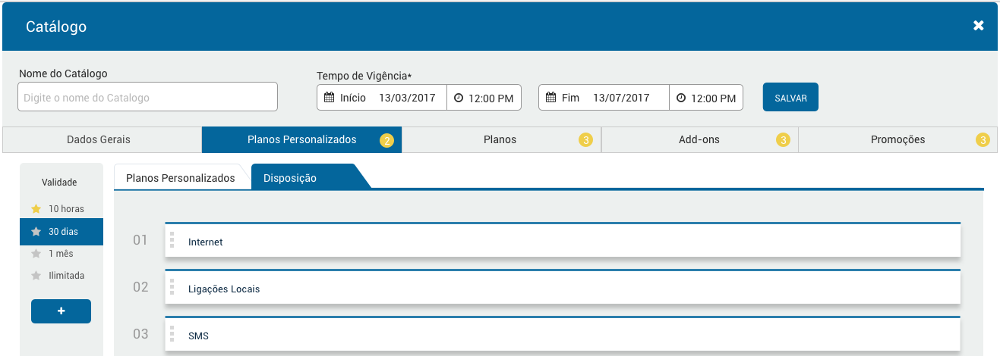 Catálogo
Nome do Catálogo
Digite o nome do Catalogo
Tempo de Vigência*
Início 13/03/2017 12:00 PM
Fim 13/07/2017 12:00 PM
SALVAR
Dados Gerais
Planos Personalizados 2
Planos 3
Add-ons 3
Promoções 3
Validade
10 horas
30 dias
1 mês
Ilimitada
+
Planos Personalizados
Disposição
01 Internet
02 Ligações Locais
03 SMS